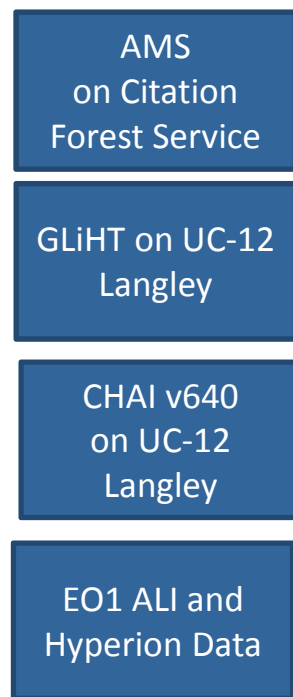 AMS
on Citation
Forest Service
GLiHT on UC-12
Langley
CHAI v640
on UC-12
Langley
EO1 ALI and
Hyperion Data